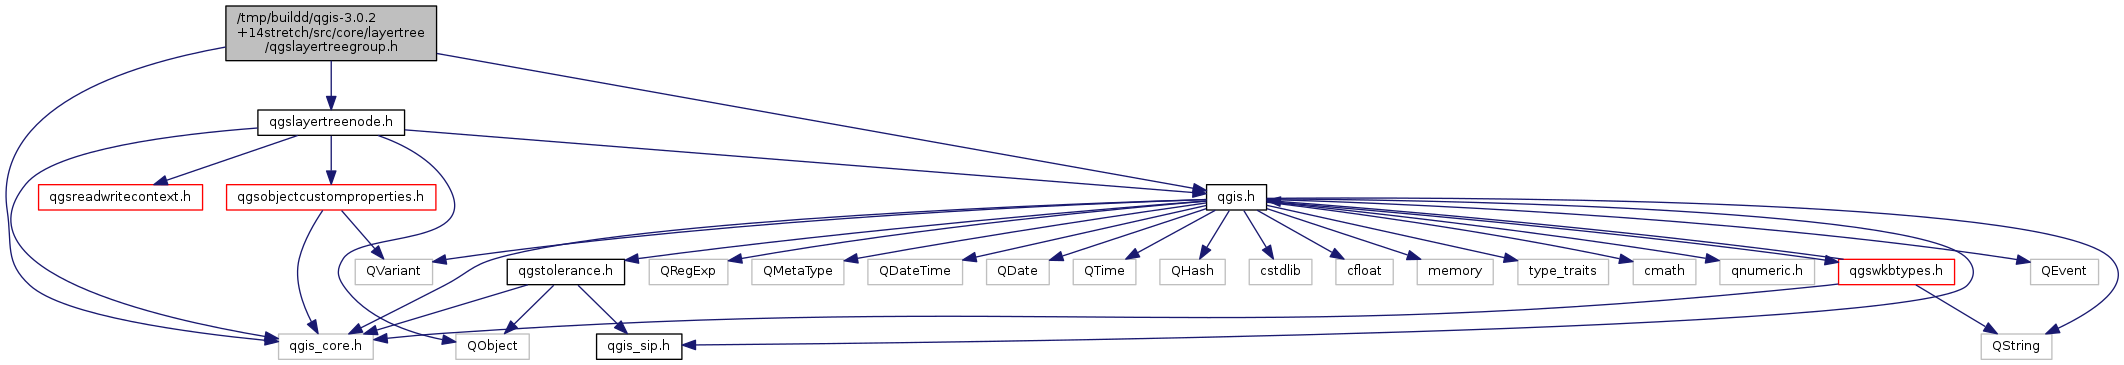 /tmp/buildd/qgis-3.0.2
+14stretch/src/core/layertree
/qgslayertreegroup.h
qgslayertreenode.h
qgsreadwritecontext.h
qgsobjectcustomproperties.h
qgis.h
QVariant
qgstolerance.h
QRegExp
QMetaType
QDateTime
QDate
QTime
QHash
cstdlib
cfloat
memory
type_traits
cmath
qnumeric.h
qgswkbtypes.h
QEvent
qgis_core.h
QObject
qgis_sip.h
QString